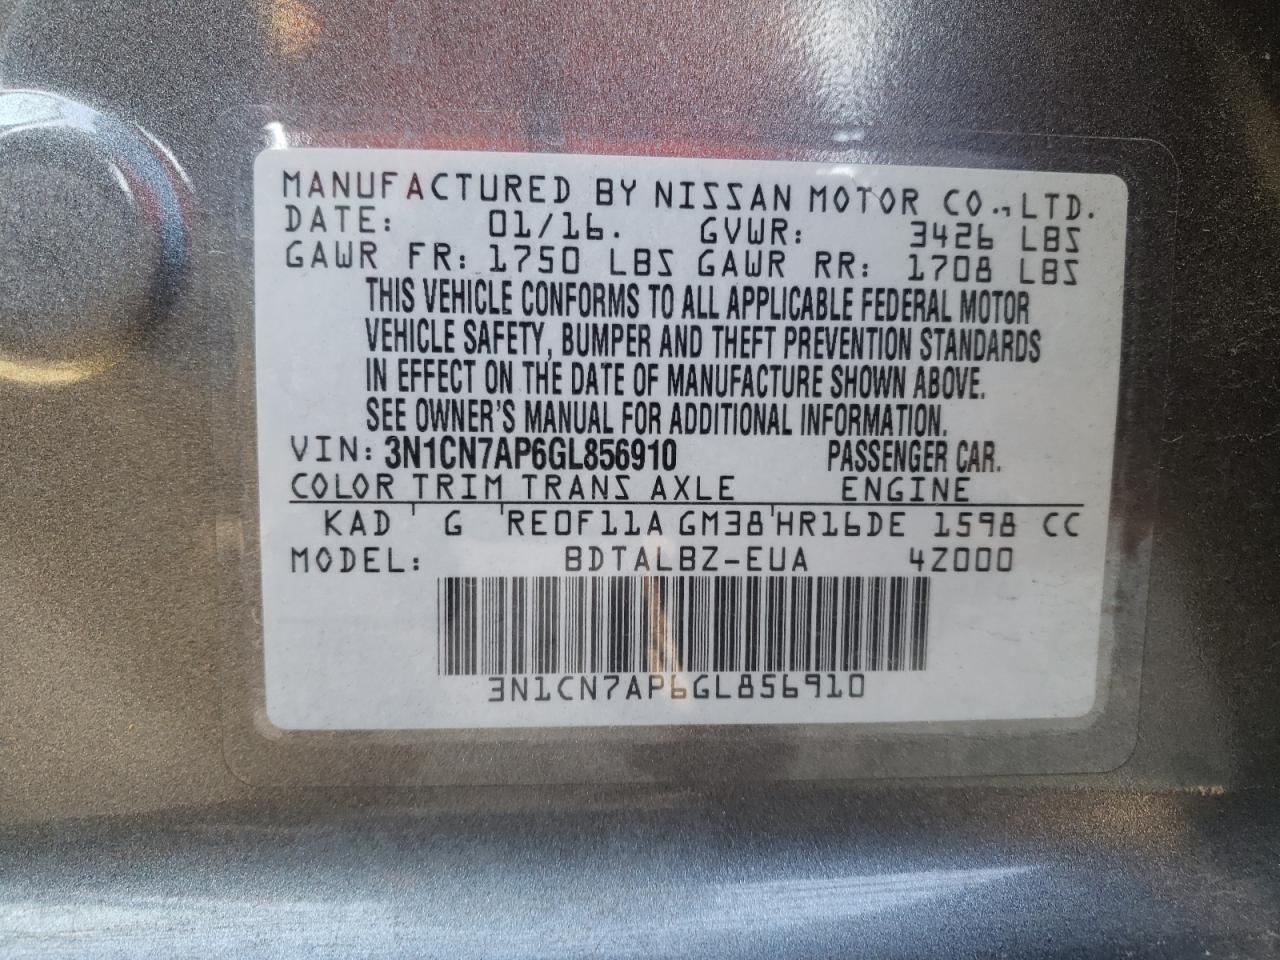 MANUFACTURED BY NISSAN MOTOR CO.,LTD.
DATE: 01/16. GVWR: 3426 LBS
GAWR FR: 1750 LBS GAWR RR: 1708 LBS
THIS VEHICLE CONFORMS TO ALL APPLICABLE FEDERAL MOTOR
VEHICLE SAFETY, BUMPER AND THEFT PREVENTION STANDARDS
IN EFFECT ON THE DATE OF MANUFACTURE SHOWN ABOVE.
SEE OWNER'S MANUAL FOR ADDITIONAL INFORMATION.
VIN: 3N1CN7AP6GL856910 PASSENGER CAR.
COLOR TRIM TRANS AXLE ENGINE
KAD ' G 'RE0F11A GM38'HR16DE 1598 CC
MODEL: BDTALBZ-EUA 4Z000
3N1CN7AP6GL856910